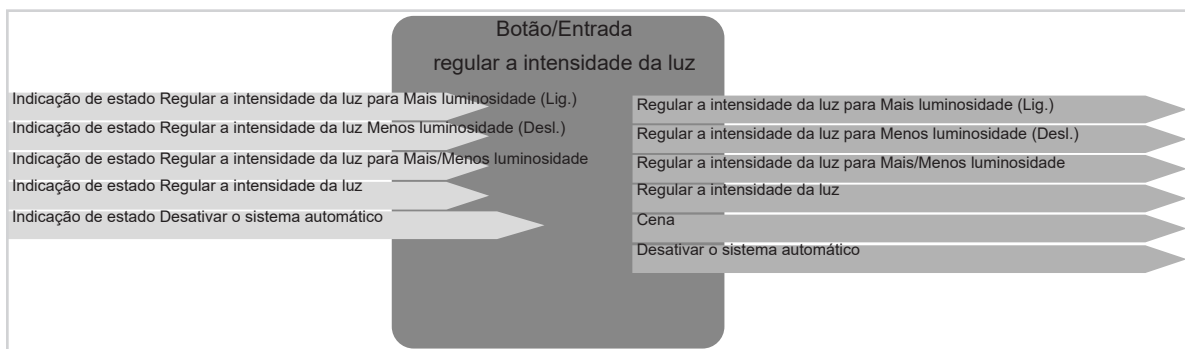 Botão/Entrada
regular a intensidade da luz
Indicação de estado Regular a intensidade da luz para Mais luminosidade (Lig.)
Indicação de estado Regular a intensidade da luz Menos luminosidade (Desl.)
Indicação de estado Regular a intensidade da luz para Mais/Menos luminosidade
Indicação de estado Regular a intensidade da luz
Indicação de estado Desativar o sistema automático
Regular a intensidade da luz para Mais luminosidade (Lig.)
Regular a intensidade da luz para Menos luminosidade (Desl.)
Regular a intensidade da luz para Mais/Menos luminosidade
Regular a intensidade da luz
Cena
Desativar o sistema automático